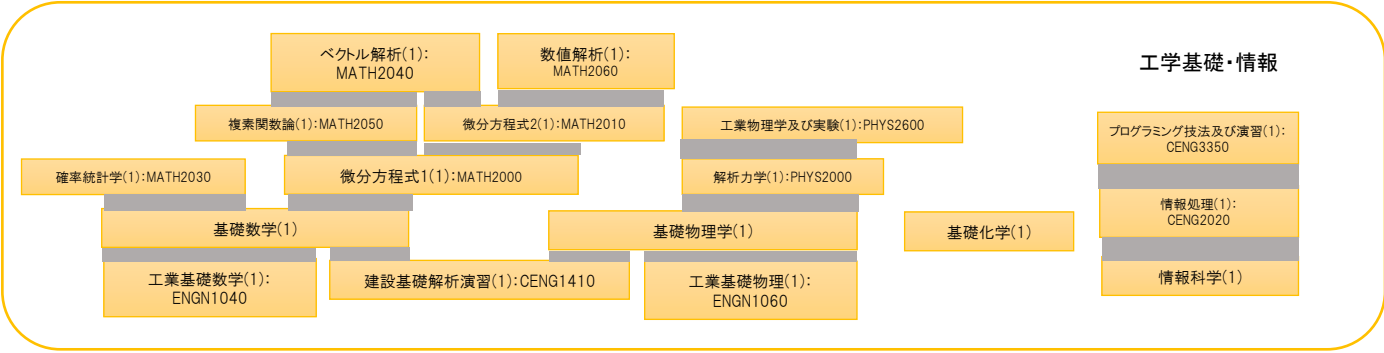 ベクトル解析(1):
MATH2040
数値解析(1):
MATH2060
工学基礎・情報
複素関数論(1):MATH2050
微分方程式2(1):MATH2010
工業物理学及び実験(1):PHYS2600
プログラミング技法及び演習(1):
CENG3350
確率統計学(1):MATH2030
微分方程式1(1):MATH2000
解析力学(1):PHYS2000
情報処理(1):
CENG2020
基礎数学(1)
基礎物理学(1)
基礎化学(1)
工業基礎数学(1):
ENGN1040
建設基礎解析演習(1):CENG1410
工業基礎物理(1):
ENGN1060
情報科学(1)